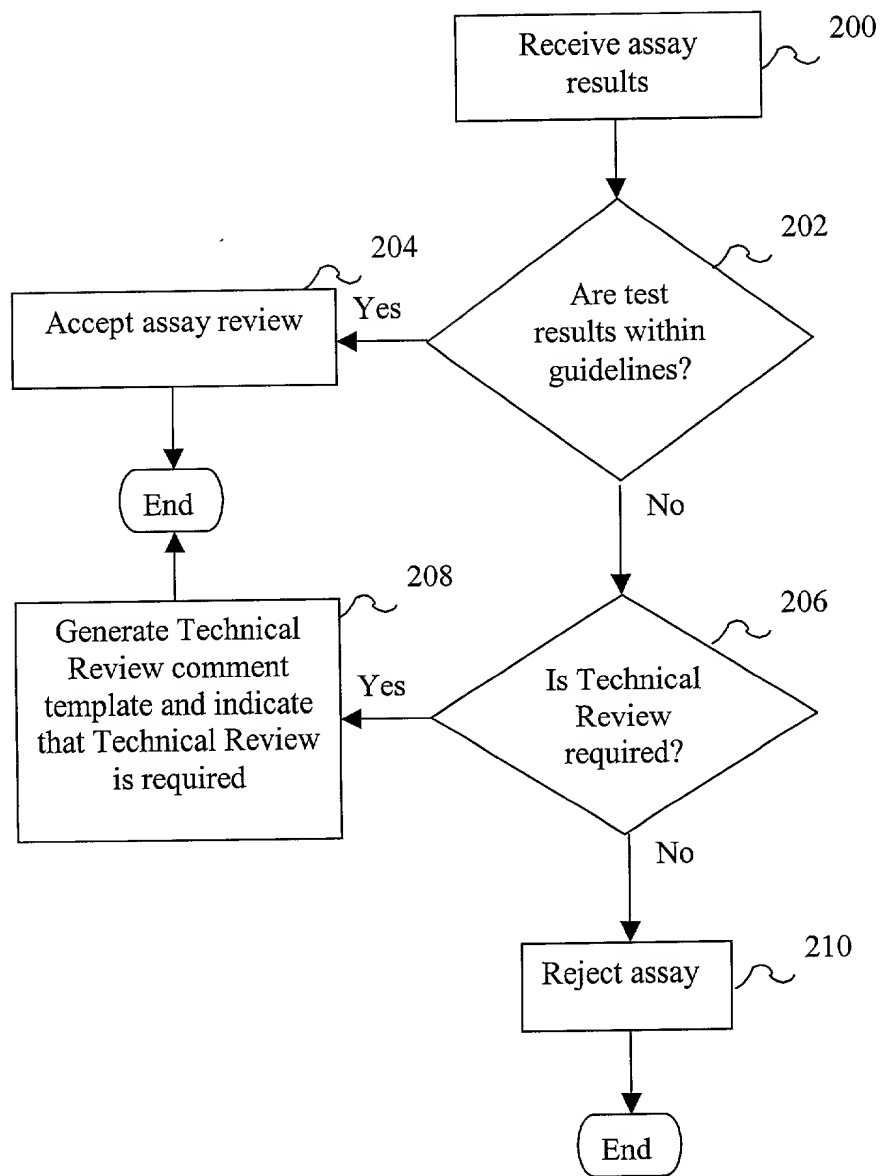 200
Receive assay
results
202
Are test
results within
guidelines?
204
Yes
Accept assay review
End
No
208
206
Generate Technical
Review comment
template and indicate
that Technical Review
is required
Yes
Is Technical
Review
required?
No
210
Reject assay
End